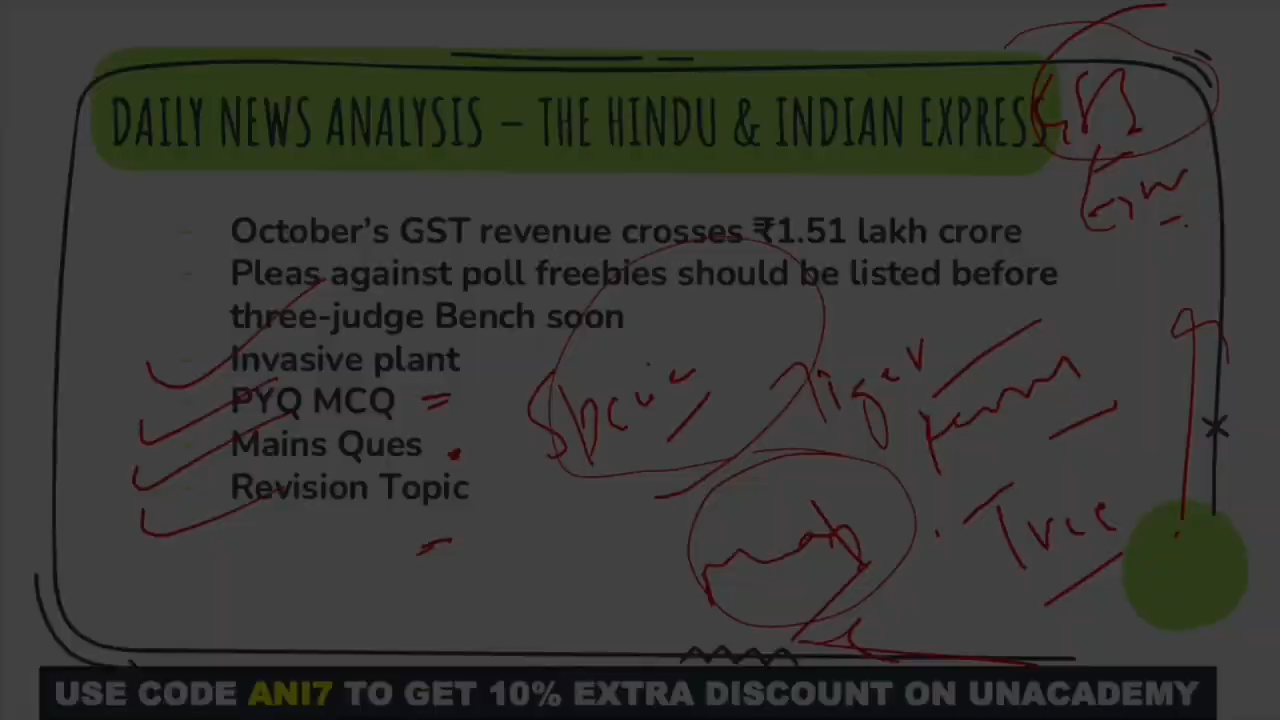 DAILY NEWS ANALYSIS – THE HINDU & INDIAN EXPRESS
- October's GST revenue crosses ₹1.51 lakh crore
- Pleas against poll freebies should be listed before
three-judge Bench soon
- Invasive plant
- PYQ MCQ
- Mains Ques
- Revision Topic
Tiger
Tree
USE CODE ANI7 TO GET 10% EXTRA DISCOUNT ON UNACADEMY